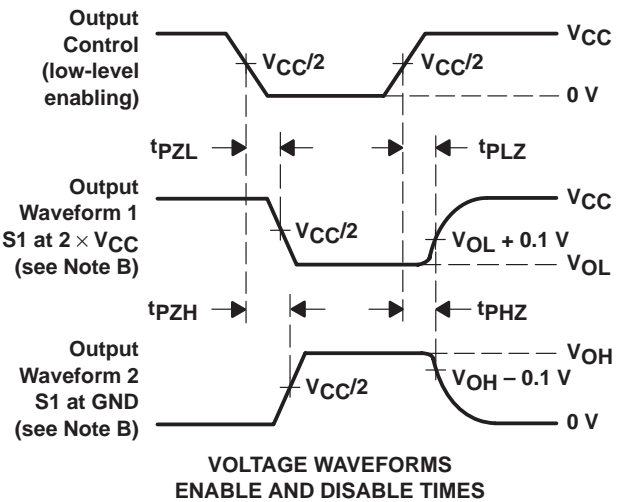 Output
Control
(low-level
enabling)
VCC/2
VCC/2
VCC
0 V
tPZL
tPLZ
Output
Waveform 1
S1 at 2 × VCC
(see Note B)
VCC/2
VCC
VOL + 0.1 V
VOL
tPZH
tPHZ
Output
Waveform 2
S1 at GND
(see Note B)
VCC/2
VOH
VOH – 0.1 V
0 V
VOLTAGE WAVEFORMS
ENABLE AND DISABLE TIMES